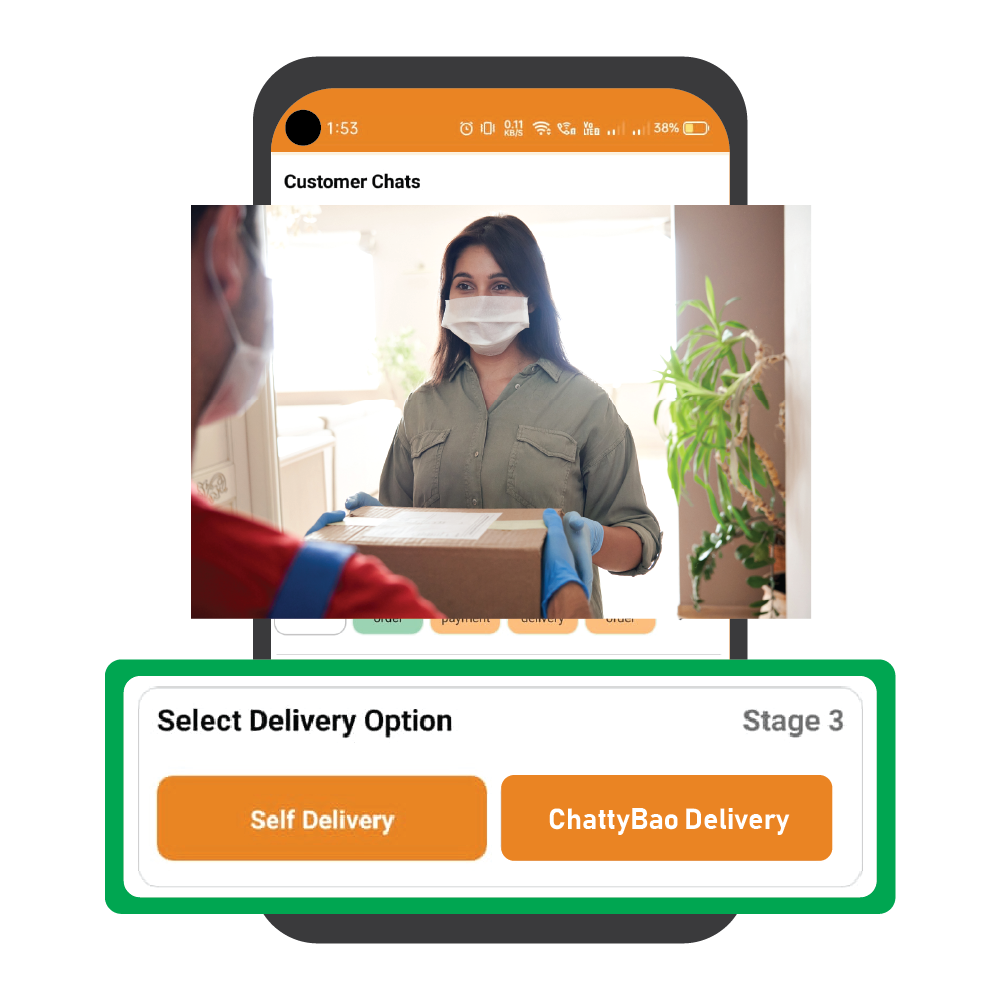 1:53 0.11 KB/S Vo LTE 38%
Customer Chats
order payment delivery order
Select Delivery Option Stage 3
Self Delivery ChattyBao Delivery